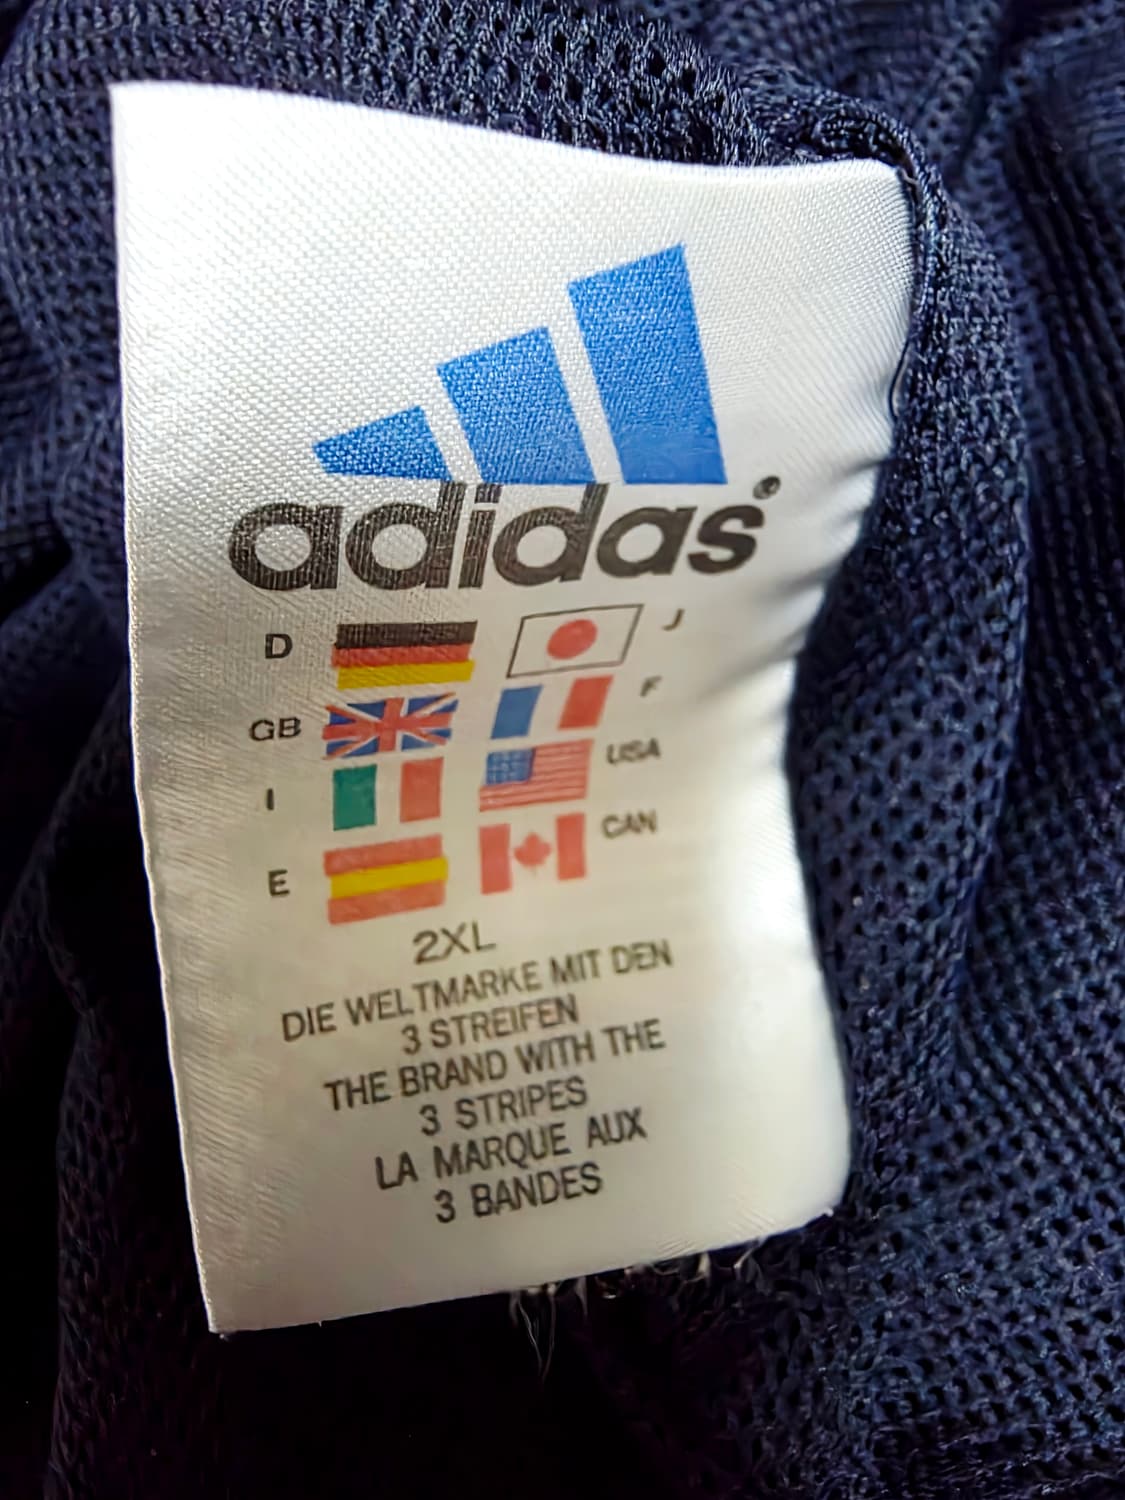 adidas®
D J
GB F
I USA
E CAN
2XL
DIE WELTMARKE MIT DEN
3 STREIFEN
THE BRAND WITH THE
3 STRIPES
LA MARQUE AUX
3 BANDES